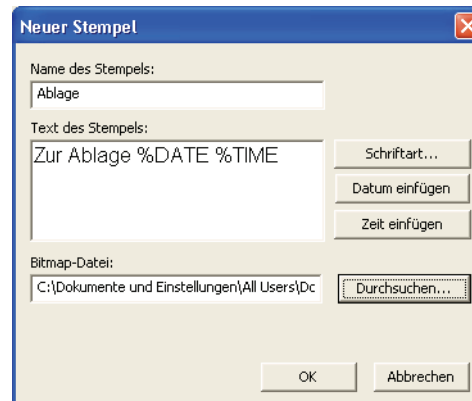 Neuer Stempel
Name des Stempels:
Ablage
Text des Stempels:
Zur Ablage %DATE %TIME
Schriftart...
Datum einfügen
Zeit einfügen
Bitmap-Datei:
C:\Dokumente und Einstellungen\All Users\Dc
Durchsuchen...
OK
Abbrechen